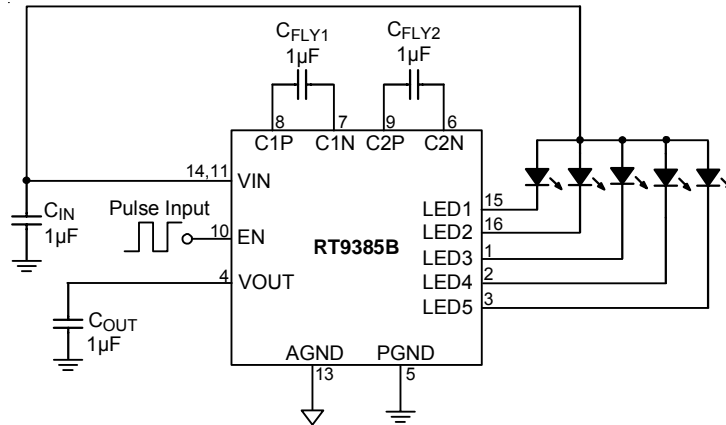 CFLY1
1µF
CFLY2
1µF
8
7
9
6
C1P
C1N
C2P
C2N
14,11
VIN
CIN
1µF
Pulse Input
10
EN
RT9385B
4
VOUT
COUT
1µF
LED1
15
LED2
16
LED3
1
LED4
2
LED5
3
AGND
PGND
13
5